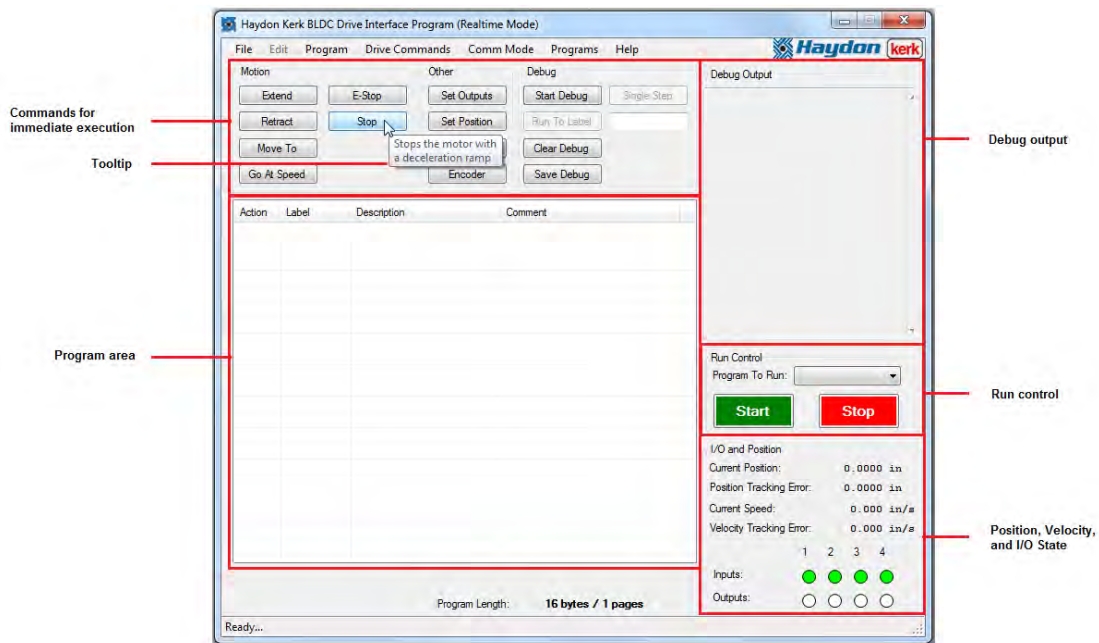 Haydon Kerk BLDC Drive Interface Program (Realtime Mode)
File Edit Program Drive Commands Comm Mode Programs Help
Haydon kerk
Motion Other Debug
Extend E-Stop Set Outputs Start Debug Single Step
Retract Stop Set Position Run To Label
Move To Clear Debug
Stops the motor with
a deceleration ramp
Go At Speed Encoder Save Debug
Commands for
immediate execution
Tooltip
Debug Output
Debug output
Action Label Description Comment
Program area
Run Control
Program To Run:
Start Stop
Run control
I/O and Position
Current Position: 0.0000 in
Position Tracking Error: 0.0000 in
Current Speed: 0.000 in/s
Velocity Tracking Error: 0.000 in/s
1 2 3 4
Inputs:
Outputs:
Position, Velocity,
and I/O State
Program Length: 16 bytes / 1 pages
Ready...